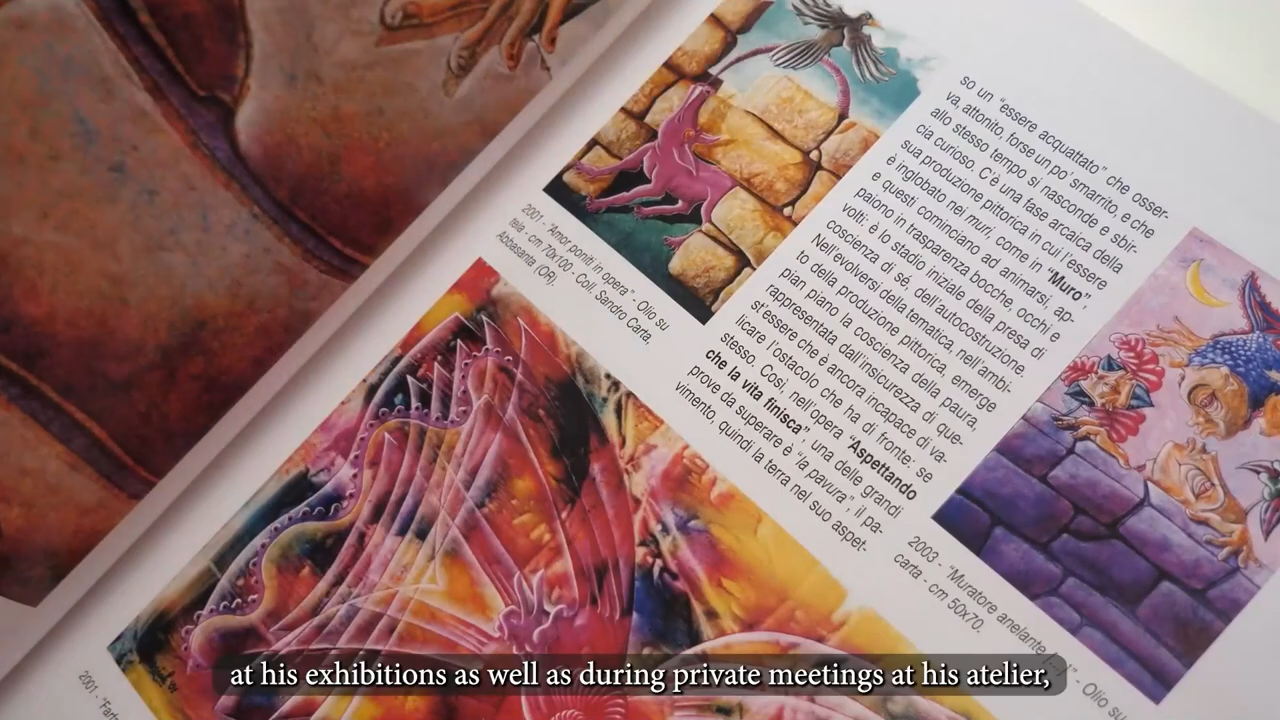 2001 - "Amor poniti in opera" - Olio su
tela - cm 70x100 - Coll. Sandro Carta,
Abbasanta (OR).
so un "essere acquattato" che osser-
va, attonito, forse un po' smarrito, e che
allo stesso tempo si nasconde e sbir-
cia curioso. C'è una fase arcaica della
sua produzione pittorica in cui l'essere
è inglobato nei muri, come in "Muro",
e questi cominciano ad animarsi, ap-
paiono in trasparenza bocche, occhi e
volti: è lo stadio iniziale della presa di
coscienza di sé, dell'autocostruzione.
Nell'evolversi della tematica, nell'ambi-
to della produzione pittorica, emerge
pian piano la coscienza della paura,
rappresentata dall'insicurezza di que-
st'essere che è ancora incapace di va-
licare l'ostacolo che ha di fronte: se
stesso. Così, nell'opera "Aspettando
che la vita finisca", una delle grandi
prove da superare è "la pavura", il pa-
vimento, quindi la terra nel suo aspet-
2003 - "Muratore anelante (...)" - Olio su
carta - cm 50x70.
2001 -
at his exhibitions as well as during private meetings at his atelier,